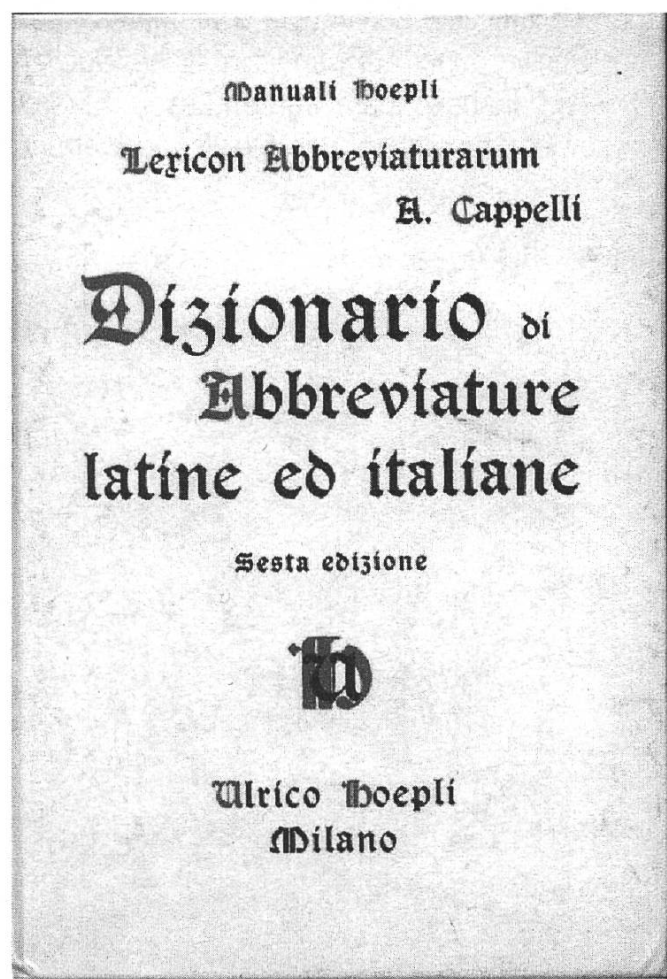 Manuali Hoepli
Lexicon Abbreviaturarum
A. Cappelli
Dizionario di
Abbreviature
latine ed italiane
Sesta edizione
Ulrico Hoepli
Milano